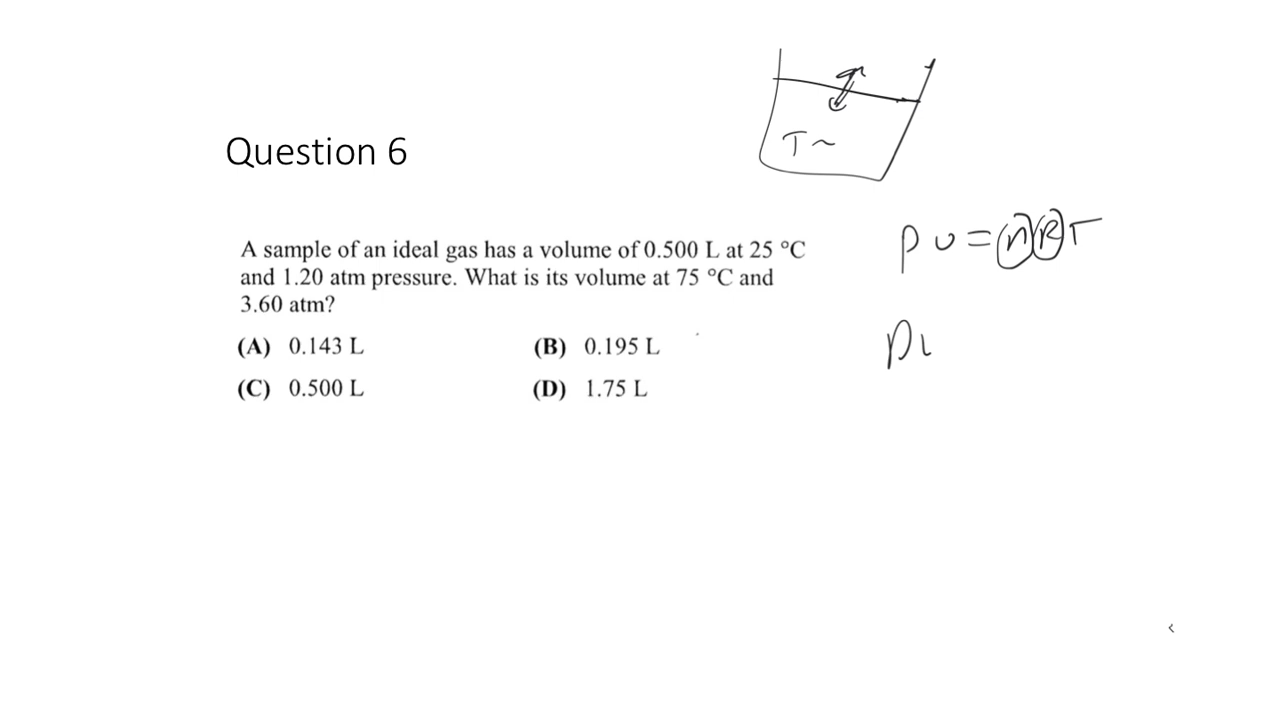 Question 6
T ~
PV = nRT
A sample of an ideal gas has a volume of 0.500 L at 25 °C
and 1.20 atm pressure. What is its volume at 75 °C and
3.60 atm?
(A) 0.143 L (B) 0.195 L
(C) 0.500 L (D) 1.75 L